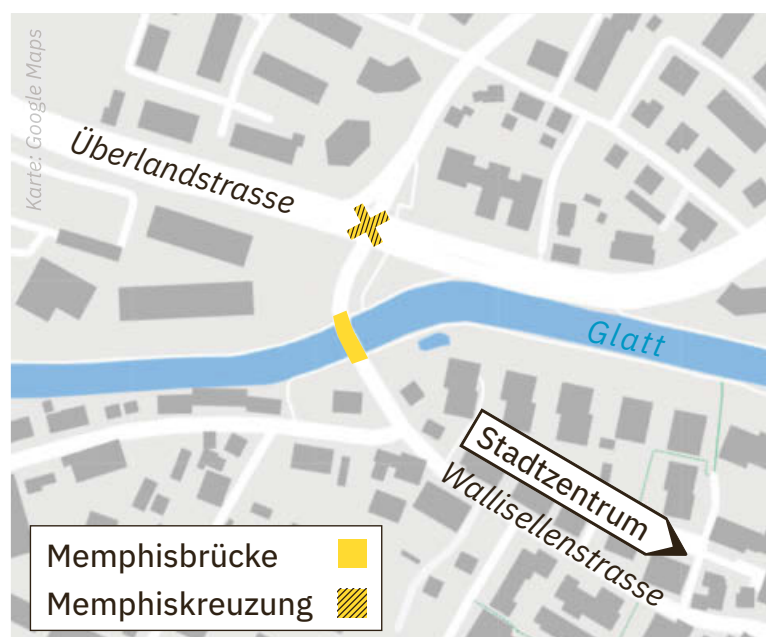 Karte: Google Maps
Überlandstrasse
Glatt
Stadtzentrum
Wallisellenstrasse
Memphisbrücke
Memphiskreuzung